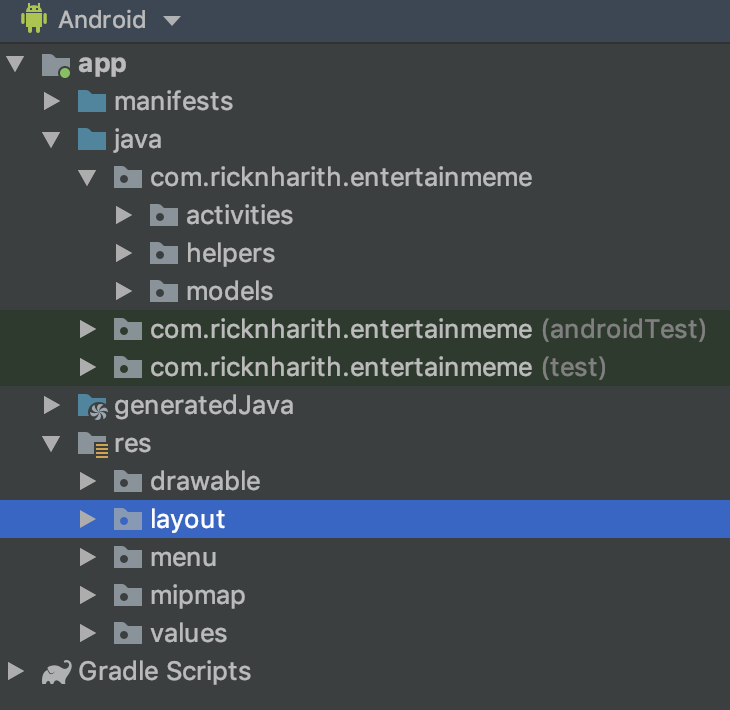 Android
app
manifests
java
com.ricknharith.entertainmeme
activities
helpers
models
com.ricknharith.entertainmeme (androidTest)
com.ricknharith.entertainmeme (test)
generatedJava
res
drawable
layout
menu
mipmap
values
Gradle Scripts